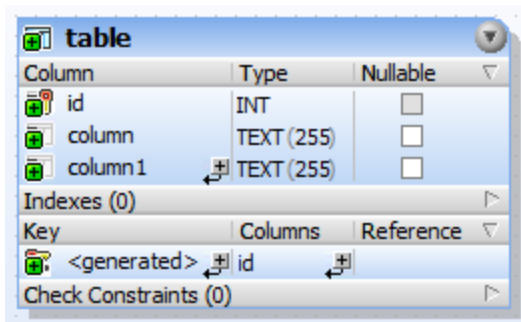 table
Column Type Nullable
id INT
column TEXT (255)
column1 TEXT (255)
Indexes (0)
Key Columns Reference
<generated> id
Check Constraints (0)